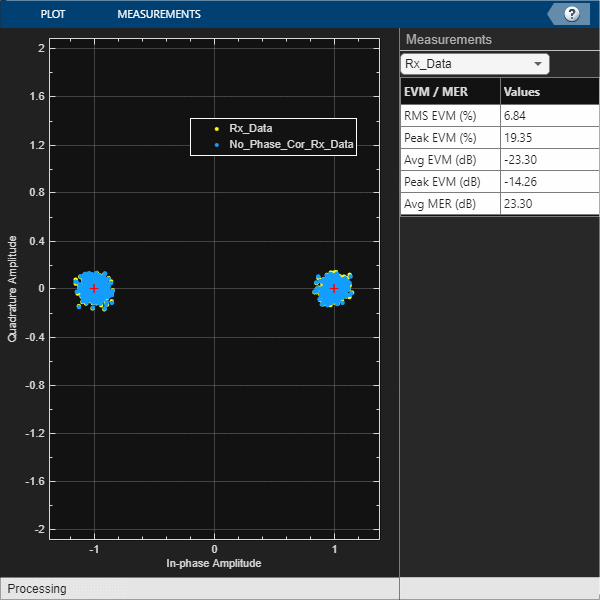 PLOT MEASUREMENTS ?
Measurements
Rx_Data
EVM / MER Values
RMS EVM (%) 6.84
Peak EVM (%) 19.35
Avg EVM (dB) -23.30
Peak EVM (dB) -14.26
Avg MER (dB) 23.30
2
1.6
1.2
0.8
0.4
0
-0.4
-0.8
-1.2
-1.6
-2
Quadrature Amplitude
Rx_Data
No_Phase_Cor_Rx_Data
-1 0 1
In-phase Amplitude
Processing